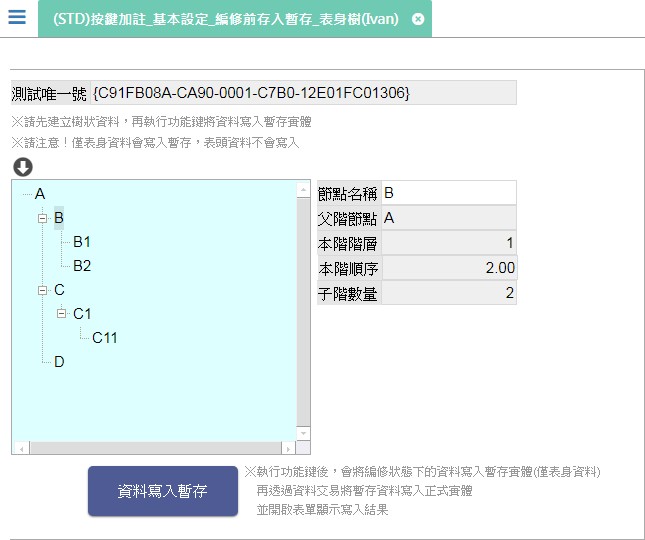 (STD)按鍵加註_基本設定_編修前存入暫存_表身樹(Ivan)
測試唯一號 {C91FB08A-CA90-0001-C7B0-12E01FC01306}
※請先建立樹狀資料，再執行功能鍵將資料寫入暫存實體
※請注意！僅表身資料會寫入暫存，表頭資料不會寫入
A
B
B1
B2
C
C1
C11
D
節點名稱 B
父階節點 A
本階階層 1
本階順序 2.00
子階數量 2
資料寫入暫存
※執行功能鍵後，會將編修狀態下的資料寫入暫存實體(僅表身資料)
再透過資料交易將暫存資料寫入正式實體
並開啟表單顯示寫入結果